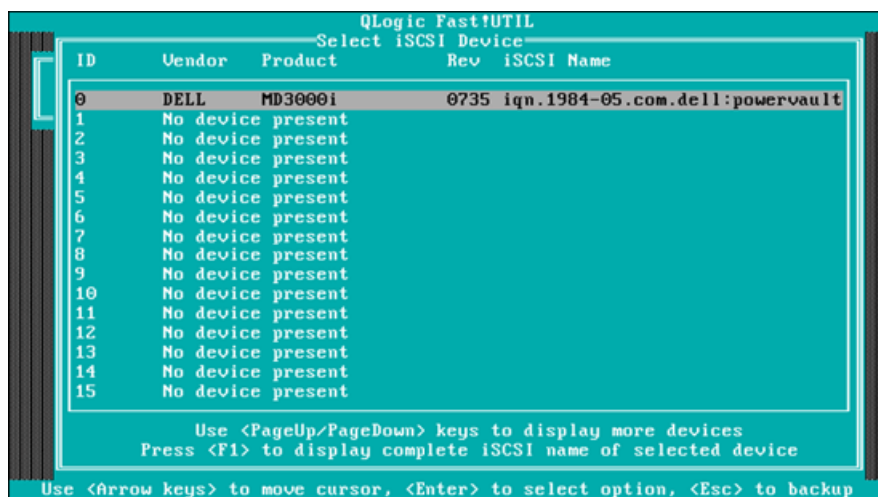 QLogic Fast!UTIL
Select iSCSI Device
ID Vendor Product Rev iSCSI Name
0 DELL MD3000i 0735 iqn.1984-05.com.dell:powervault
1 No device present
2 No device present
3 No device present
4 No device present
5 No device present
6 No device present
7 No device present
8 No device present
9 No device present
10 No device present
11 No device present
12 No device present
13 No device present
14 No device present
15 No device present
Use <PageUp/PageDown> keys to display more devices
Press <F1> to display complete iSCSI name of selected device
Use <Arrow keys> to move cursor, <Enter> to select option, <Esc> to backup